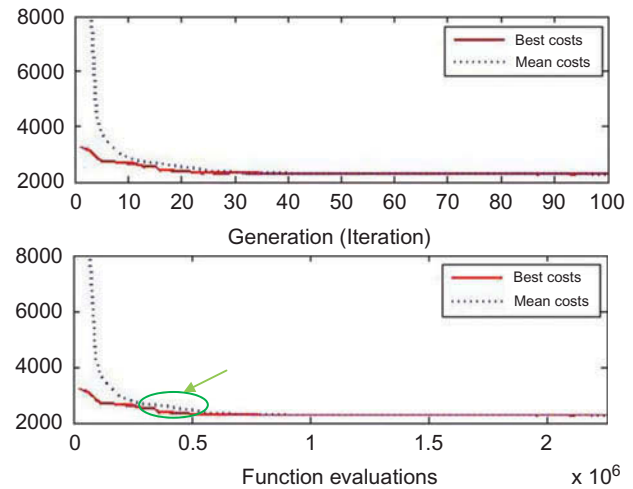 8000
6000
4000
2000
Best costs
Mean costs
0 10 20 30 40 50 60 70 80 90 100
Generation (Iteration)
8000
6000
4000
2000
Best costs
Mean costs
0 0.5 1 1.5 2
Function evaluations x 10⁶